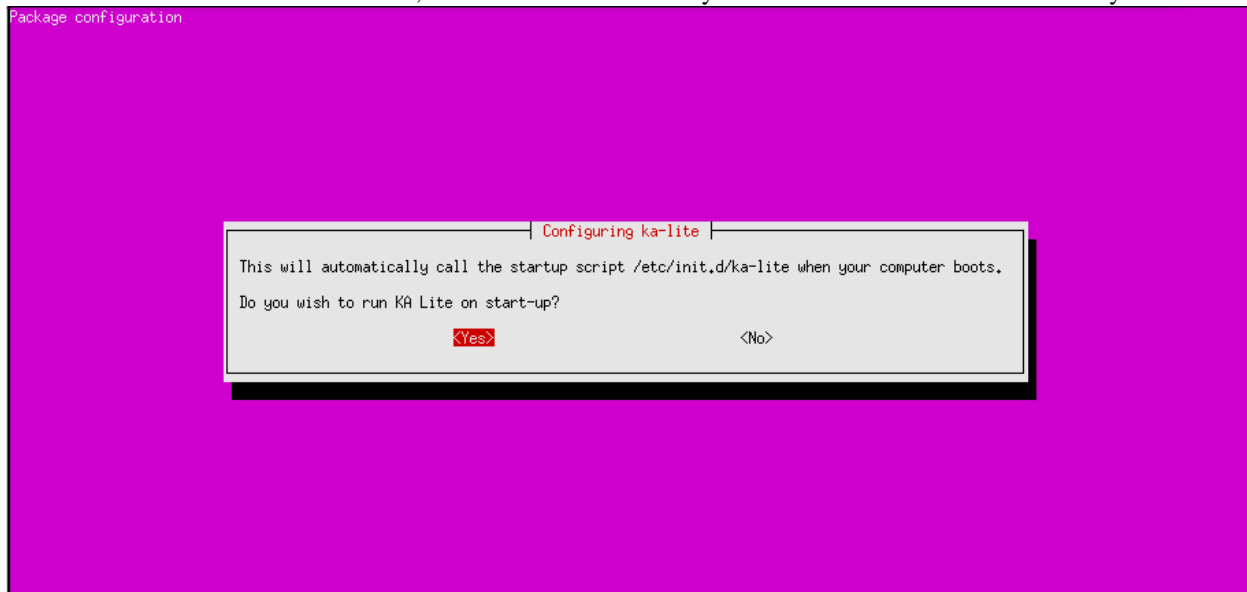 Package configuration
Configuring ka-lite
This will automatically call the startup script /etc/init.d/ka-lite when your computer boots.
Do you wish to run KA Lite on start-up?
<Yes> <No>